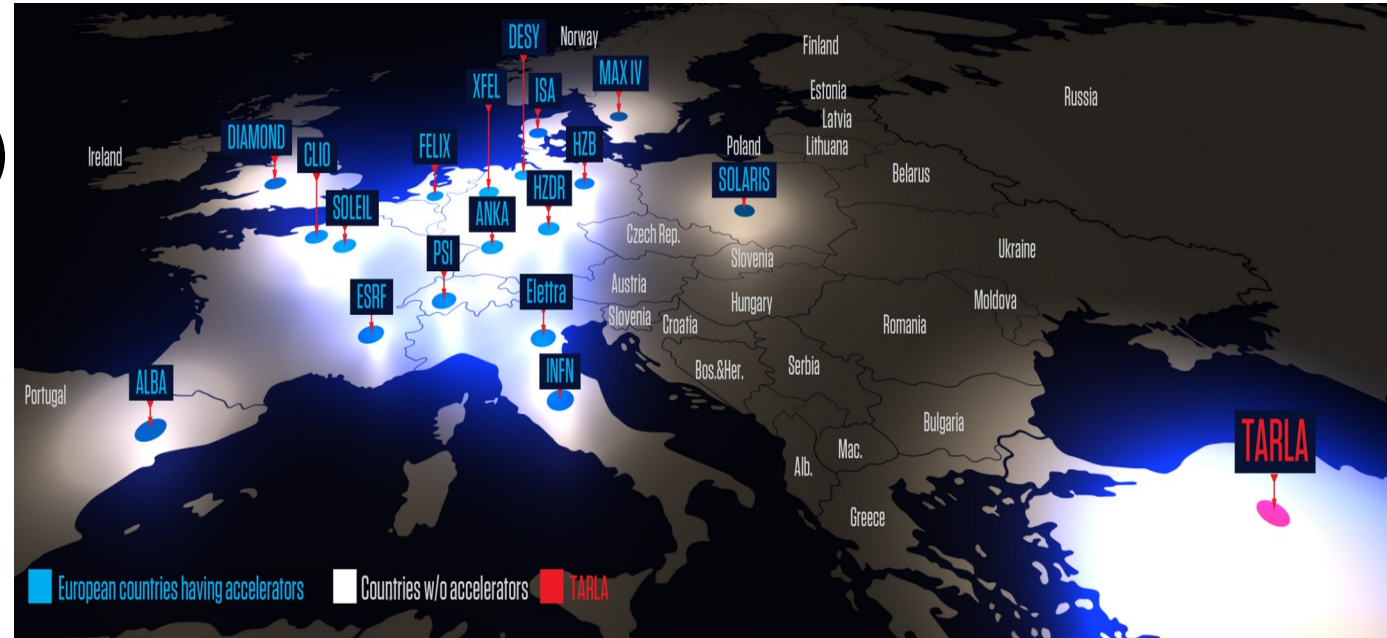 DESY
Norway
Finland
MAX IV
XFEL
ISA
Estonia
Russia
Latvia
DIAMOND
CLIO
FELIX
HZB
Poland
Lithuania
Ireland
SOLARIS
Belarus
HZDR
SOLEIL
ANKA
Czech Rep.
PSI
Slovenia
Ukraine
ESRF
Elettra
Austria
Hungary
Moldova
Slovenia
Croatia
Romania
INFN
Bos.&Her.
Serbia
ALBA
Portugal
Bulgaria
TARLA
Mac.
Alb.
Greece
European countries having accelerators
Countries w/o accelerators
TARLA